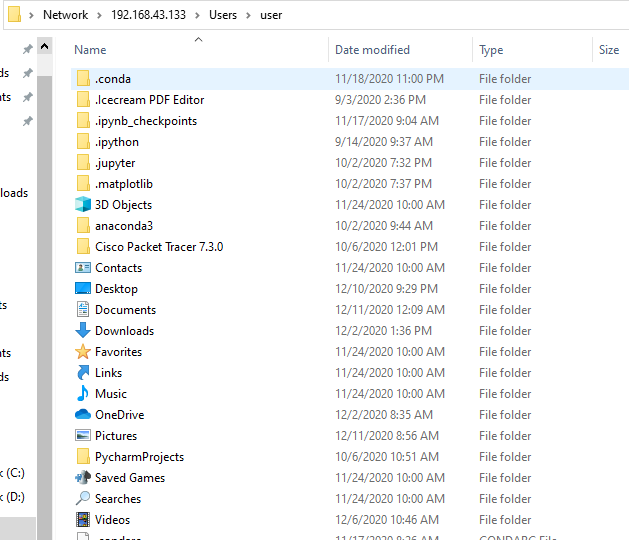 Network > 192.168.43.133 > Users > user
Name Date modified Type Size
.conda 11/18/2020 11:00 PM File folder
ds .Icecream PDF Editor 9/3/2020 2:36 PM File folder
nts .ipynb_checkpoints 11/17/2020 9:04 AM File folder
.ipython 9/14/2020 9:37 AM File folder
.jupyter 10/2/2020 7:32 PM File folder
.matplotlib 10/2/2020 7:37 PM File folder
nloads 3D Objects 11/24/2020 10:00 AM File folder
anaconda3 10/2/2020 9:44 AM File folder
Cisco Packet Tracer 7.3.0 10/6/2020 12:01 PM File folder
Contacts 11/24/2020 10:00 AM File folder
Desktop 12/10/2020 9:29 PM File folder
ts Documents 12/11/2020 12:09 AM File folder
Downloads 12/2/2020 1:36 PM File folder
nts Favorites 11/24/2020 10:00 AM File folder
ds Links 11/24/2020 10:00 AM File folder
Music 11/24/2020 10:00 AM File folder
OneDrive 12/2/2020 8:35 AM File folder
Pictures 12/11/2020 8:56 AM File folder
PycharmProjects 10/6/2020 10:51 AM File folder
k (C:) Saved Games 11/24/2020 10:00 AM File folder
k (D:) Searches 11/24/2020 10:00 AM File folder
Videos 12/6/2020 10:46 AM File folder